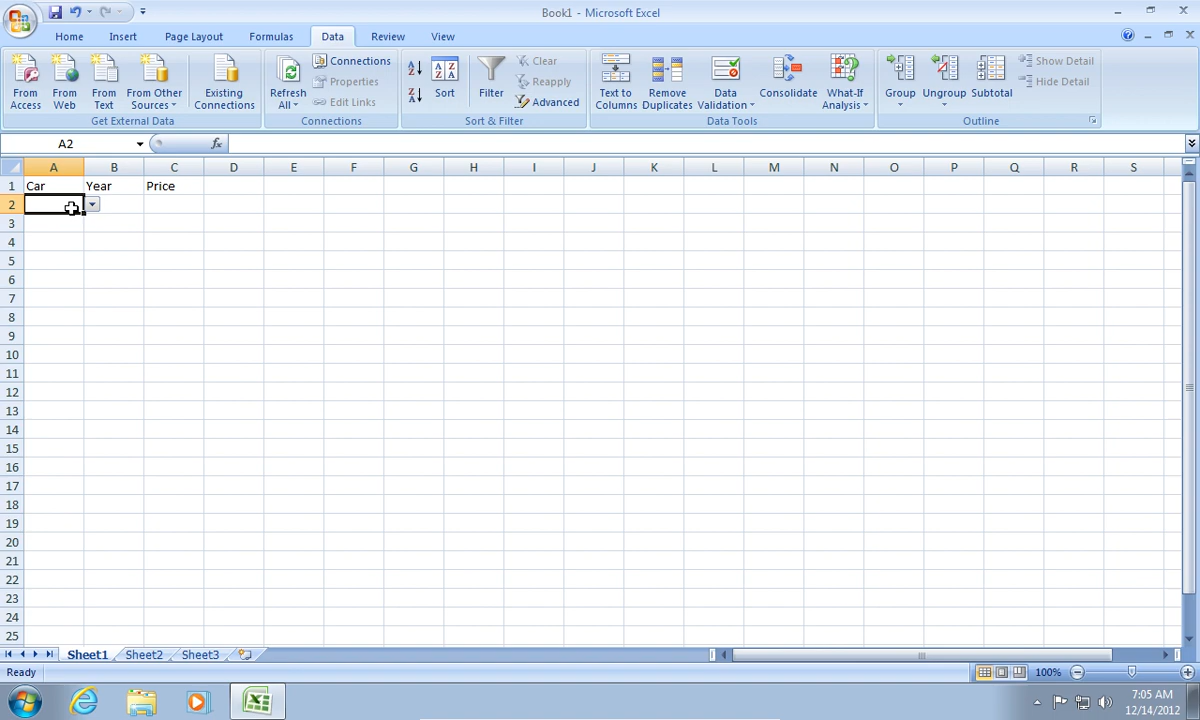 Book1 - Microsoft Excel
Home Insert Page Layout Formulas Data Review View
From Access
From Web
From Text
From Other Sources
Existing Connections
Get External Data
Refresh All
Connections
Properties
Edit Links
Connections
Sort
Filter
Clear
Reapply
Advanced
Sort & Filter
Text to Columns
Remove Duplicates
Data Validation
Consolidate
What-If Analysis
Data Tools
Group
Ungroup
Subtotal
Show Detail
Hide Detail
Outline
A2 fx
A B C D E F G H I J K L M N O P Q R S
1 Car Year Price
2
3
4
5
6
7
8
9
10
11
12
13
14
15
16
17
18
19
20
21
22
23
24
25
Sheet1 Sheet2 Sheet3
Ready 100%
7:05 AM
12/14/2012